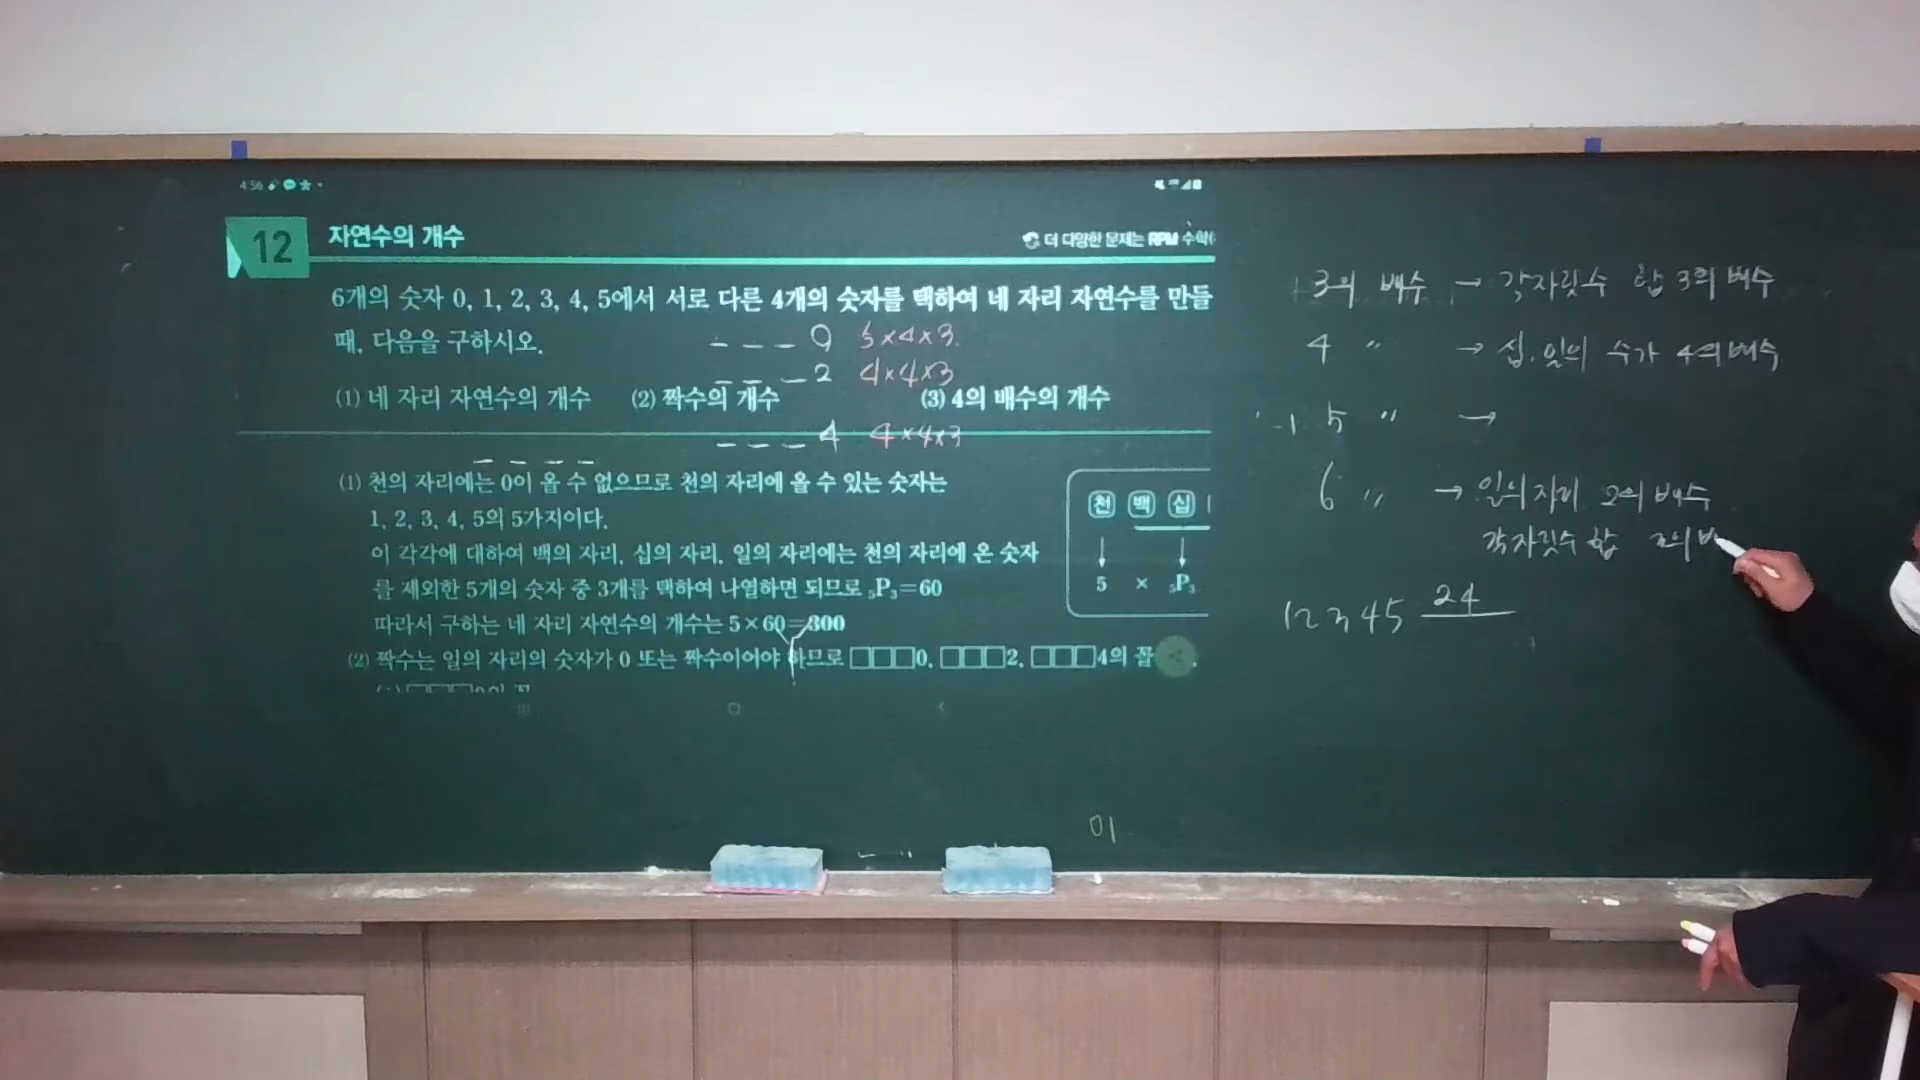 4:56
12 자연수의 개수
더 다양한 문제는 RPM 수학(
6개의 숫자 0, 1, 2, 3, 4, 5에서 서로 다른 4개의 숫자를 택하여 네 자리 자연수를 만들
때, 다음을 구하시오.
_ _ _ 0 5×4×3
_ _ _ 2 4×4×3
(1) 네 자리 자연수의 개수 (2) 짝수의 개수 (3) 4의 배수의 개수
_ _ _ 4 4×4×3
(1) 천의 자리에는 0이 올 수 없으므로 천의 자리에 올 수 있는 숫자는
1, 2, 3, 4, 5의 5가지이다.
이 각각에 대하여 백의 자리, 십의 자리, 일의 자리에는 천의 자리에 온 숫자
를 제외한 5개의 숫자 중 3개를 택하여 나열하면 되므로 ₅P₃=60
따라서 구하는 네 자리 자연수의 개수는 5×60=300
(2) 짝수는 일의 자리의 숫자가 0 또는 짝수이어야 하므로 □□□0, □□□2, □□□4의 꼴
천 백 십
5 × ₅P₃
3의 배수 → 각자릿수 합 3의 배수
4 〃 → 십.일의 수가 4의 배수
5 〃 →
6 〃 → 일의 자리 2의 배수
각자릿수 합
12345 24
01